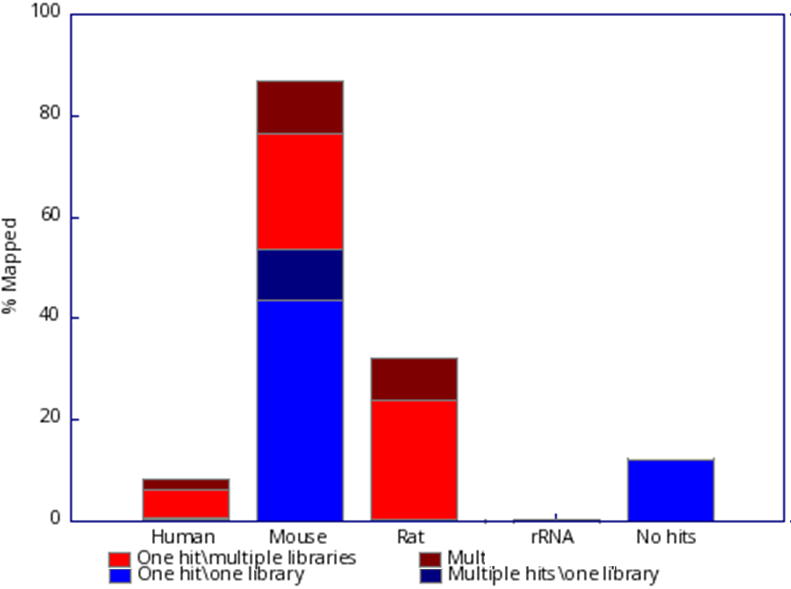 100
80
60
40
20
0
% Mapped
Human Mouse Rat rRNA No hits
One hit\multiple libraries Mult
One hit\one library Multiple hits\one library